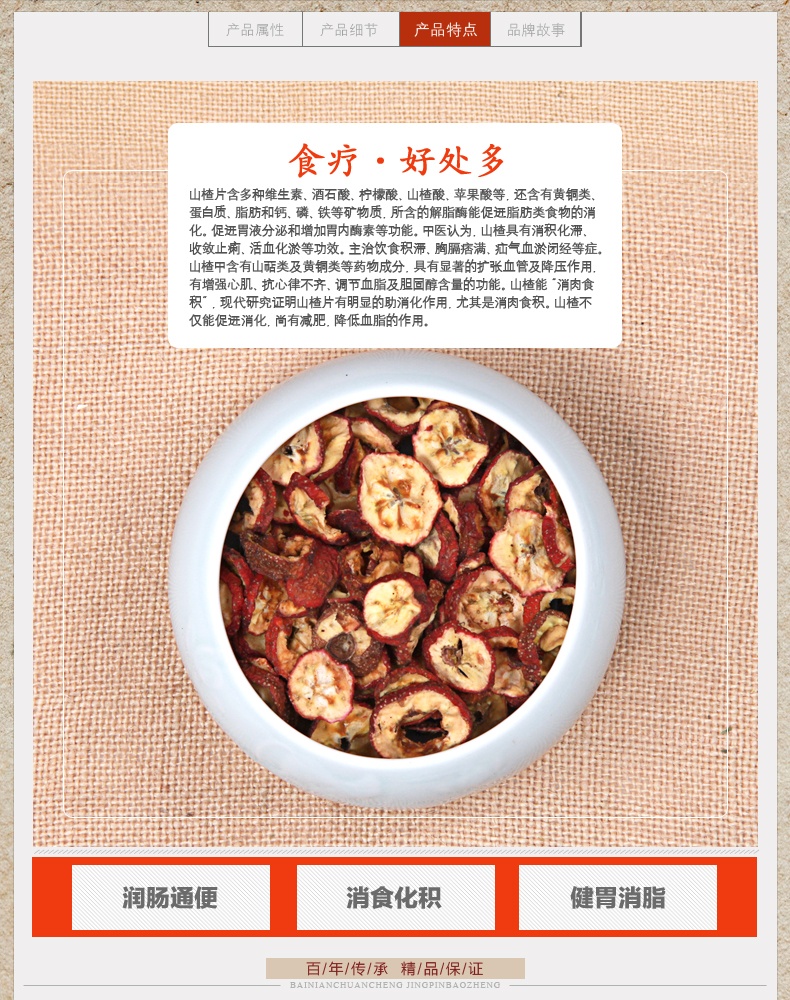 产品属性
产品细节
产品特点
品牌故事
食疗·好处多
山楂片含多种维生素、酒石酸、柠檬酸、山楂酸、苹果酸等, 还含有黄铜类、
蛋白质、脂肪和钙、磷、铁等矿物质, 所含的解脂酶能促进脂肪类食物的消
化。促进胃液分泌和增加胃内酶素等功能。中医认为, 山楂具有消积化滞、
收敛止痢、活血化淤等功效。主治饮食积滞、胸膈痞满、疝气血淤闭经等症。
山楂中含有山萜类及黄铜类等药物成分, 具有显著的扩张血管及降压作用,
有增强心肌、抗心律不齐、调节血脂及胆固醇含量的功能。山楂能“消肉食
积”, 现代研究证明山楂片有明显的助消化作用, 尤其是消肉食积。山楂不
仅能促进消化, 尚有减肥, 降低血脂的作用。
润肠通便
消食化积
健胃消脂
百/年/传/承 精/品/保/证
BAINIANCHUANCHENG JINGPINBAOZHENG